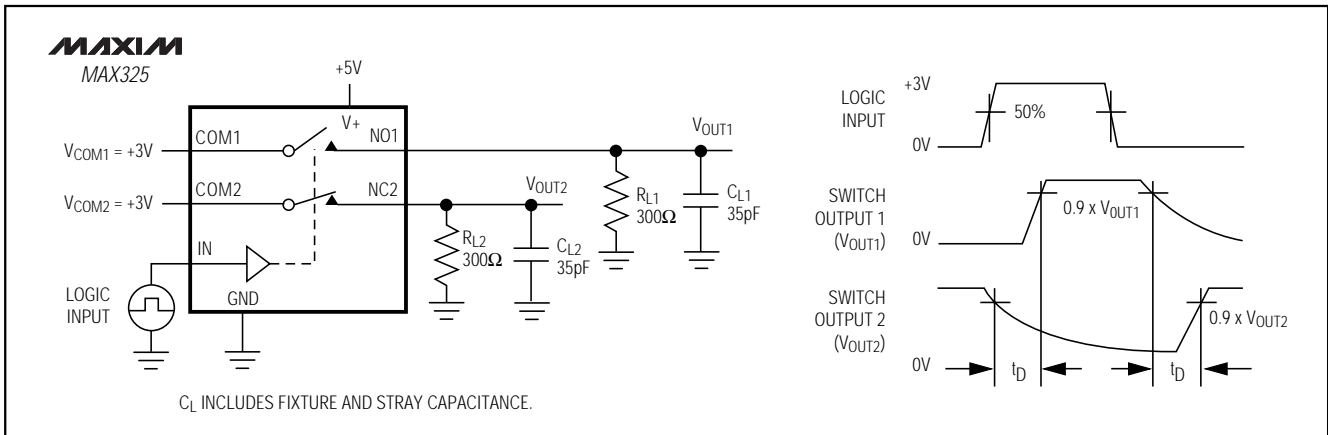 MAXIM
MAX325
+5V
V+
COM1
NO1
VCOM1 = +3V
VOUT1
COM2
NC2
VCOM2 = +3V
VOUT2
RL1
300Ω
CL1
35pF
RL2
300Ω
CL2
35pF
IN
LOGIC
INPUT
GND
CL INCLUDES FIXTURE AND STRAY CAPACITANCE.
LOGIC
INPUT
+3V
50%
0V
SWITCH
OUTPUT 1
(VOUT1)
0.9 x VOUT1
0V
SWITCH
OUTPUT 2
(VOUT2)
0.9 x VOUT2
0V
tD
tD